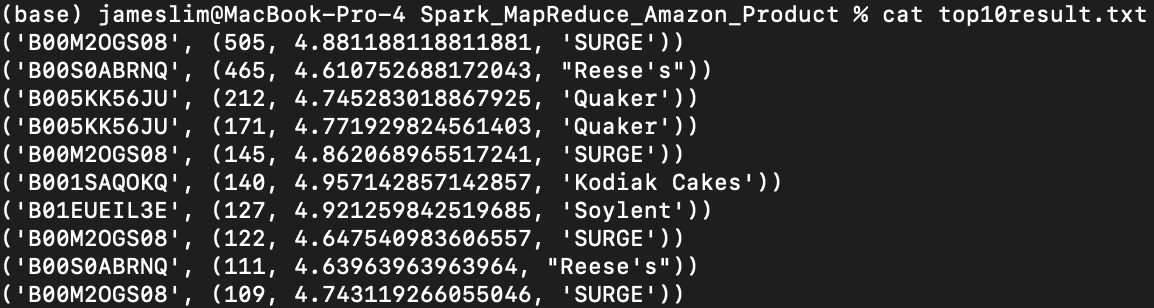 (base) jameslim@MacBook-Pro-4 Spark_MapReduce_Amazon_Product % cat top10result.txt
('B00M2OGS08', (505, 4.881188118811881, 'SURGE'))
('B00S0ABRNQ', (465, 4.610752688172043, "Reese's"))
('B005KK56JU', (212, 4.745283018867925, 'Quaker'))
('B005KK56JU', (171, 4.771929824561403, 'Quaker'))
('B00M2OGS08', (145, 4.862068965517241, 'SURGE'))
('B001SAQOKQ', (140, 4.957142857142857, 'Kodiak Cakes'))
('B01EUEIL3E', (127, 4.921259842519685, 'Soylent'))
('B00M2OGS08', (122, 4.647540983606557, 'SURGE'))
('B00S0ABRNQ', (111, 4.63963963963964, "Reese's"))
('B00M2OGS08', (109, 4.743119266055046, 'SURGE'))